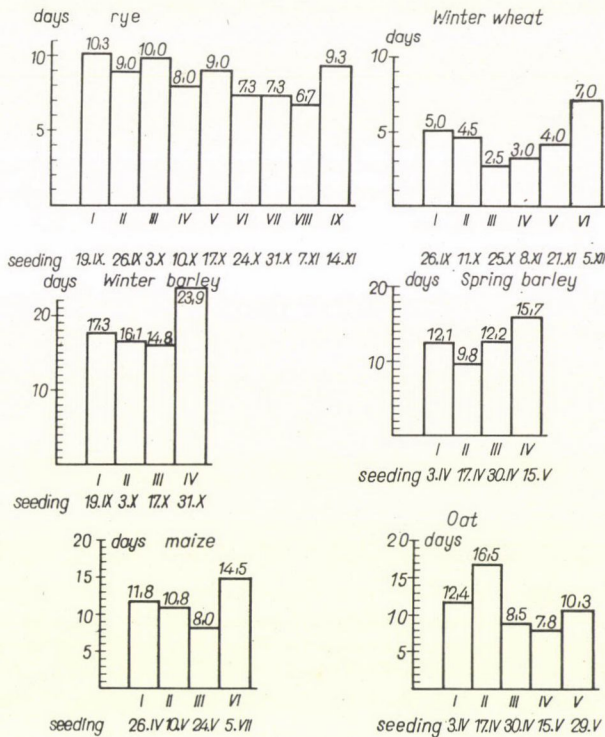 days rye
10,3 9,0 10,0 8,0 9,0 7,3 7,3 6,7 9,3
10
5
I II III IV V VI VII VIII IX
seeding 19.IX. 26.IX 3.X 10.X 17.X 24.X 31.X 7.XI 14.XI
Winter wheat
days
10
5
5,0 4,5 2,5 3,0 4,0 7,0
I II III IV V VI
26.IX 11.X 25.X 8.XI 21.XI 5.XII
days Winter barley
20
10
17,3 16,1 14,8 23,9
I II III IV
seeding 19.IX 3.X 17.X 31.X
days Spring barley
20
10
12,1 9,8 12,2 15,7
I II III IV
seeding 3.IV 17.IV 30.IV 15.V
20 days maize
15
10
5
11,8 10,8 8,0 14,5
I II III VI
seeding 26.IV 10.V 24.V 5.VII
Oat
20 days
15
10
5
12,4 16,5 8,5 7,8 10,3
I II III IV V
seeding 3.IV 17.IV 30.IV 15.V 29.V